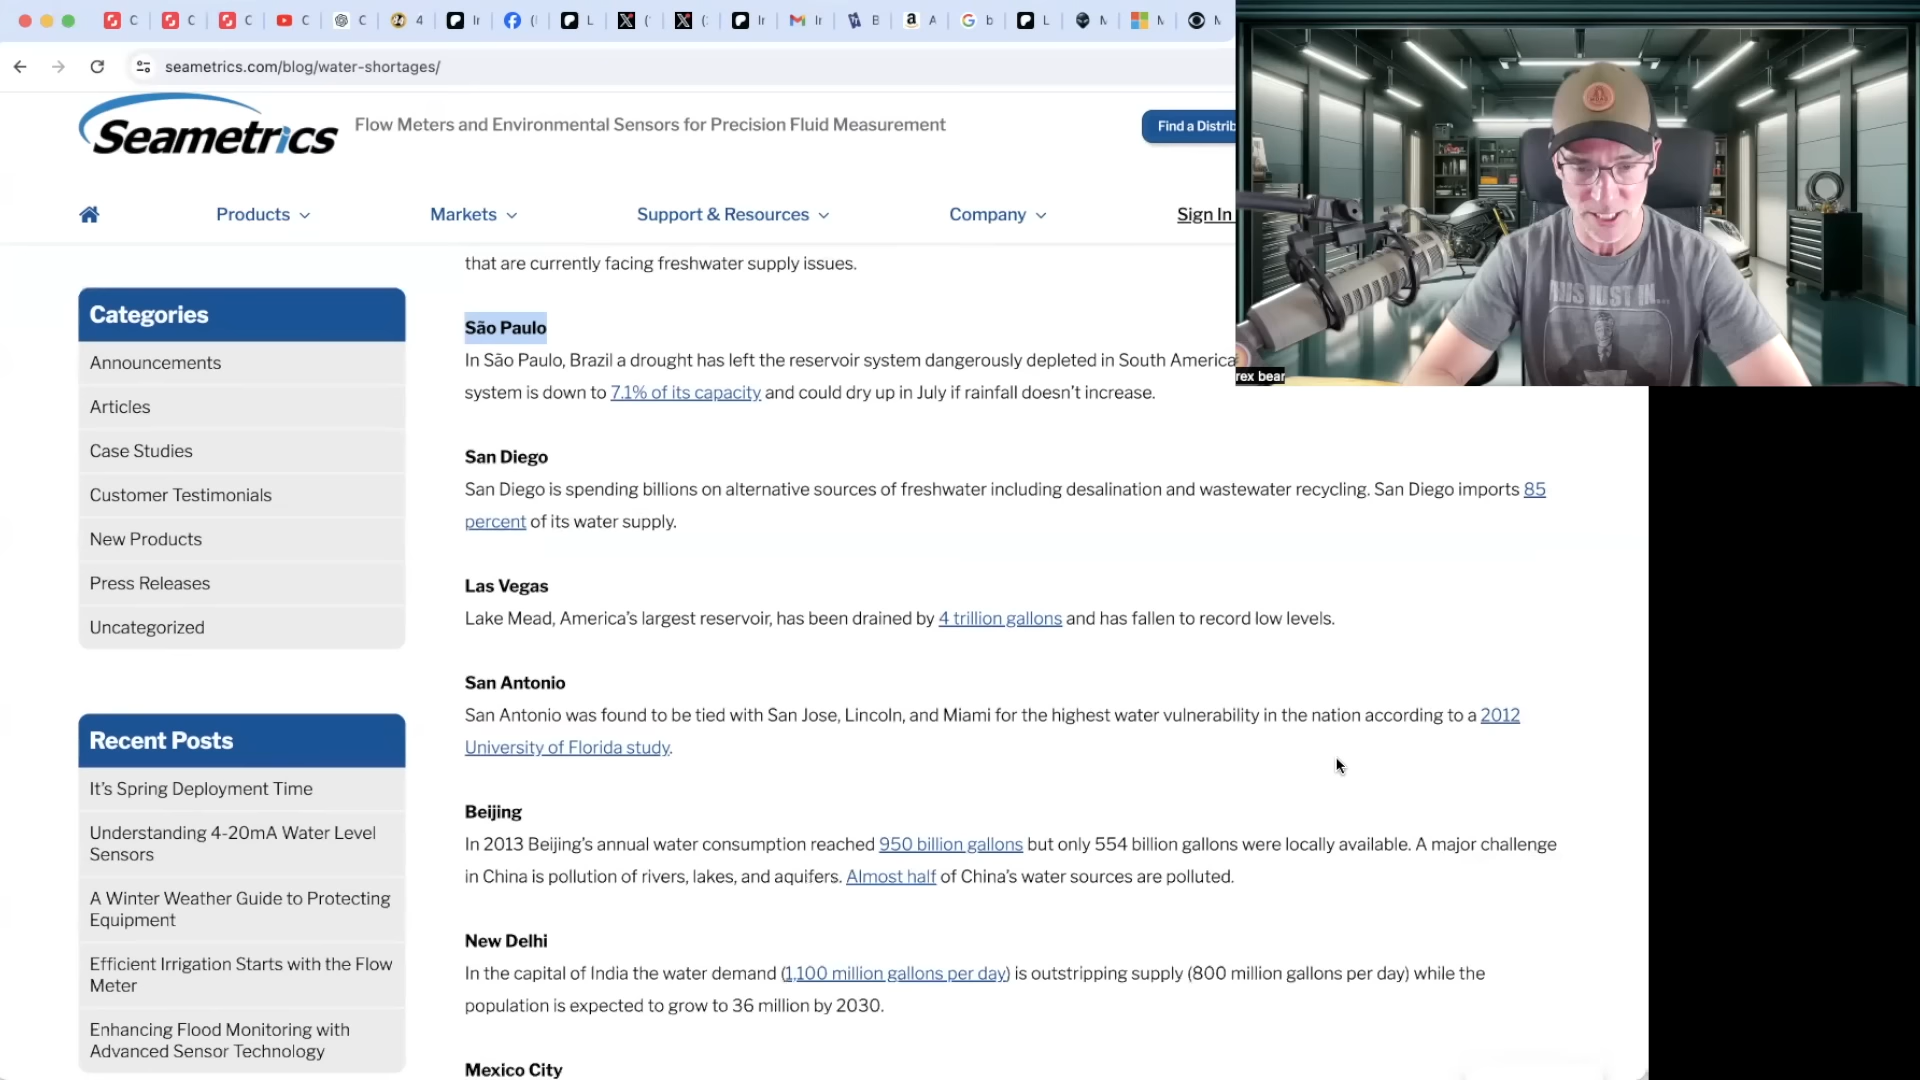 C
C
C
C
C
4
Ir
(
L
(
(
Ir
Ir
B
A
b
L
M
M
M
seametrics.com/blog/water-shortages/
Seametrics
Flow Meters and Environmental Sensors for Precision Fluid Measurement
Find a Distrib
Products
Markets
Support & Resources
Company
Sign In
rex bear
Categories
Announcements
Articles
Case Studies
Customer Testimonials
New Products
Press Releases
Uncategorized
Recent Posts
It's Spring Deployment Time
Understanding 4-20mA Water Level
Sensors
A Winter Weather Guide to Protecting
Equipment
Efficient Irrigation Starts with the Flow
Meter
Enhancing Flood Monitoring with
Advanced Sensor Technology
that are currently facing freshwater supply issues.
São Paulo
In São Paulo, Brazil a drought has left the reservoir system dangerously depleted in South America
system is down to 7.1% of its capacity and could dry up in July if rainfall doesn't increase.
San Diego
San Diego is spending billions on alternative sources of freshwater including desalination and wastewater recycling. San Diego imports 85
percent of its water supply.
Las Vegas
Lake Mead, America's largest reservoir, has been drained by 4 trillion gallons and has fallen to record low levels.
San Antonio
San Antonio was found to be tied with San Jose, Lincoln, and Miami for the highest water vulnerability in the nation according to a 2012
University of Florida study.
Beijing
In 2013 Beijing's annual water consumption reached 950 billion gallons but only 554 billion gallons were locally available. A major challenge
in China is pollution of rivers, lakes, and aquifers. Almost half of China's water sources are polluted.
New Delhi
In the capital of India the water demand (1,100 million gallons per day) is outstripping supply (800 million gallons per day) while the
population is expected to grow to 36 million by 2030.
Mexico City